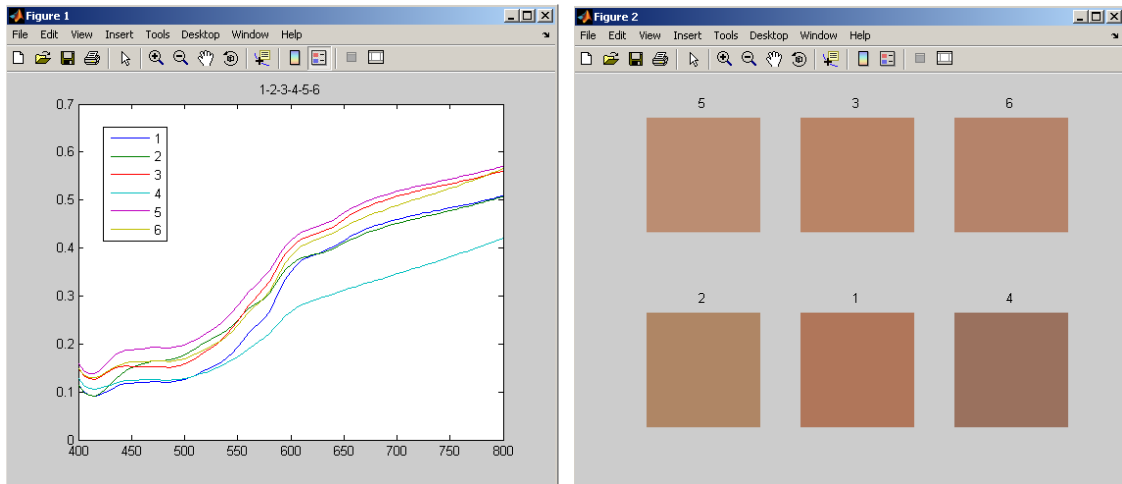 Figure 1
File Edit View Insert Tools Desktop Window Help
1-2-3-4-5-6
0.7
0.6
0.5
0.4
0.3
0.2
0.1
0
400 450 500 550 600 650 700 750 800
1
2
3
4
5
6
Figure 2
File Edit View Insert Tools Desktop Window Help
5 3 6
2 1 4